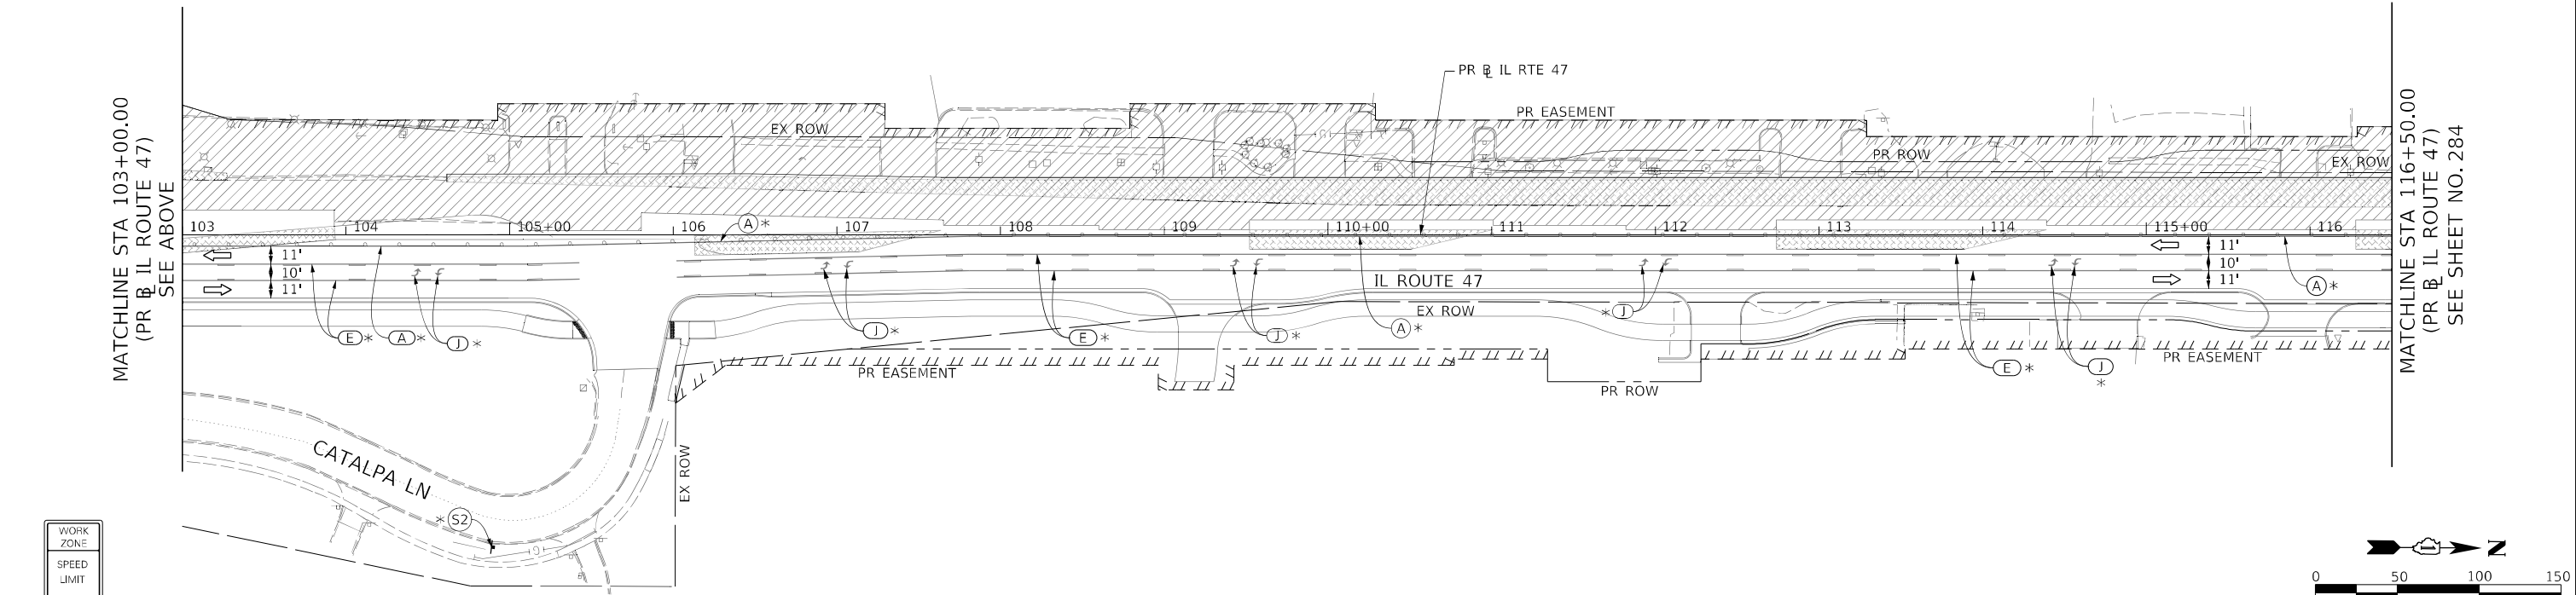 PR BL IL RTE 47
PR EASEMENT
EX ROW
PR ROW
EX ROW
MATCHLINE STA 103+00.00
(PR BL IL ROUTE 47)
SEE ABOVE
MATCHLINE STA 116+50.00
(PR BL IL ROUTE 47)
SEE SHEET NO. 284
103 104 105+00 106 107 108 109 110+00 111 112 113 114 115+00 116
A *
11'
10'
11'
11'
10'
11'
IL ROUTE 47
EX ROW
A *
E *
A *
J *
J *
E *
J *
A *
* J
E *
J
*
PR EASEMENT
PR EASEMENT
PR ROW
CATALPA LN
EX ROW
* S2
WORK
ZONE
SPEED
LIMIT
N
0 50 100 150